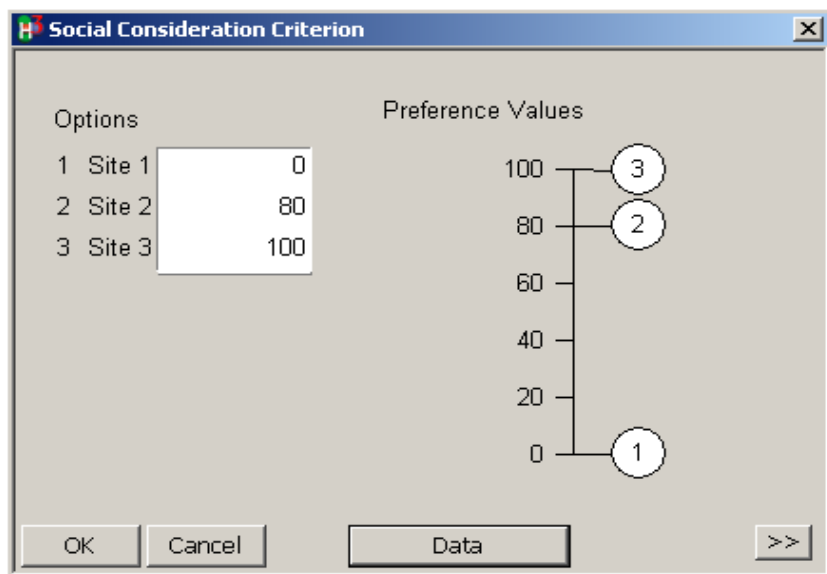 H3 Social Consideration Criterion
Options
1 Site 1 0
2 Site 2 80
3 Site 3 100
Preference Values
100 3
80 2
60
40
20
0 1
OK Cancel Data >>